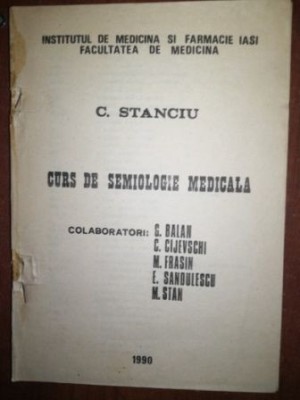 INSTITUTUL DE MEDICINA SI FARMACIE IASI
FACULTATEA DE MEDICINA
C. STANCIU
CURS DE SEMIOLOGIE MEDICALA
COLABORATORI: G. BALAN
C. CIJEVSCHI
M. FRASIN
E. SANDULESCU
M. STAN
1990